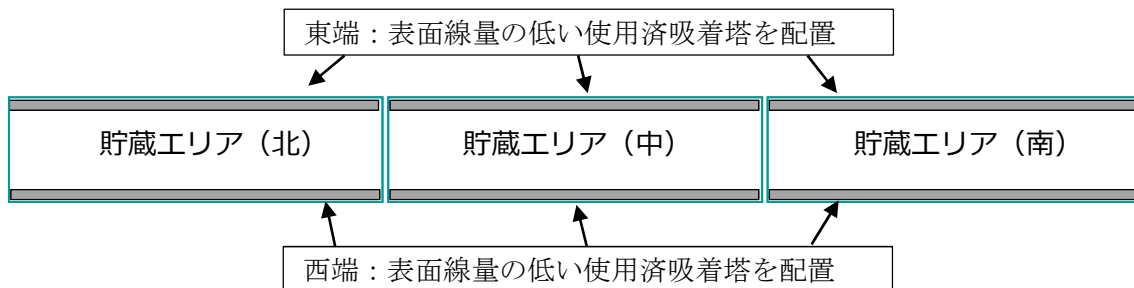 東端：表面線量の低い使用済吸着塔を配置
貯蔵エリア（北）
貯蔵エリア（中）
貯蔵エリア（南）
西端：表面線量の低い使用済吸着塔を配置